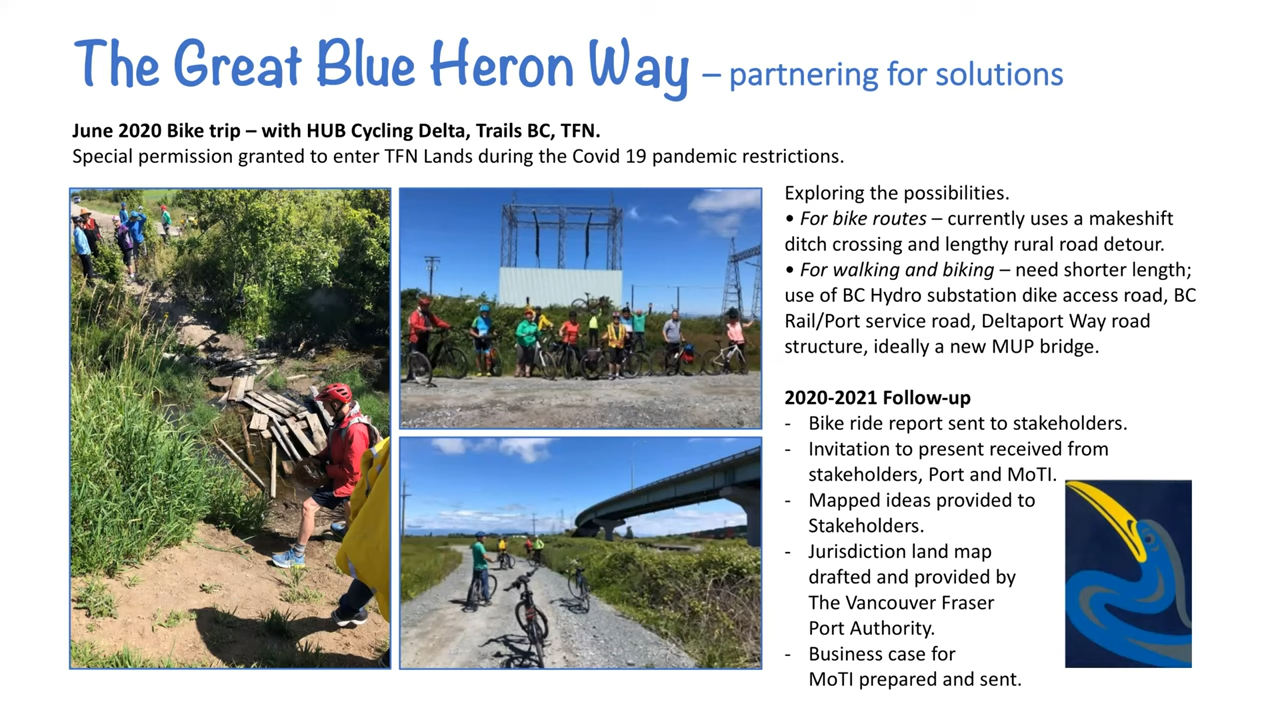 The Great Blue Heron Way – partnering for solutions
June 2020 Bike trip – with HUB Cycling Delta, Trails BC, TFN.
Special permission granted to enter TFN Lands during the Covid 19 pandemic restrictions.
Exploring the possibilities.
• For bike routes – currently uses a makeshift
ditch crossing and lengthy rural road detour.
• For walking and biking – need shorter length;
use of BC Hydro substation dike access road, BC
Rail/Port service road, Deltaport Way road
structure, ideally a new MUP bridge.
2020-2021 Follow-up
- Bike ride report sent to stakeholders.
- Invitation to present received from
stakeholders, Port and MoTI.
- Mapped ideas provided to
Stakeholders.
- Jurisdiction land map
drafted and provided by
The Vancouver Fraser
Port Authority.
- Business case for
MoTI prepared and sent.